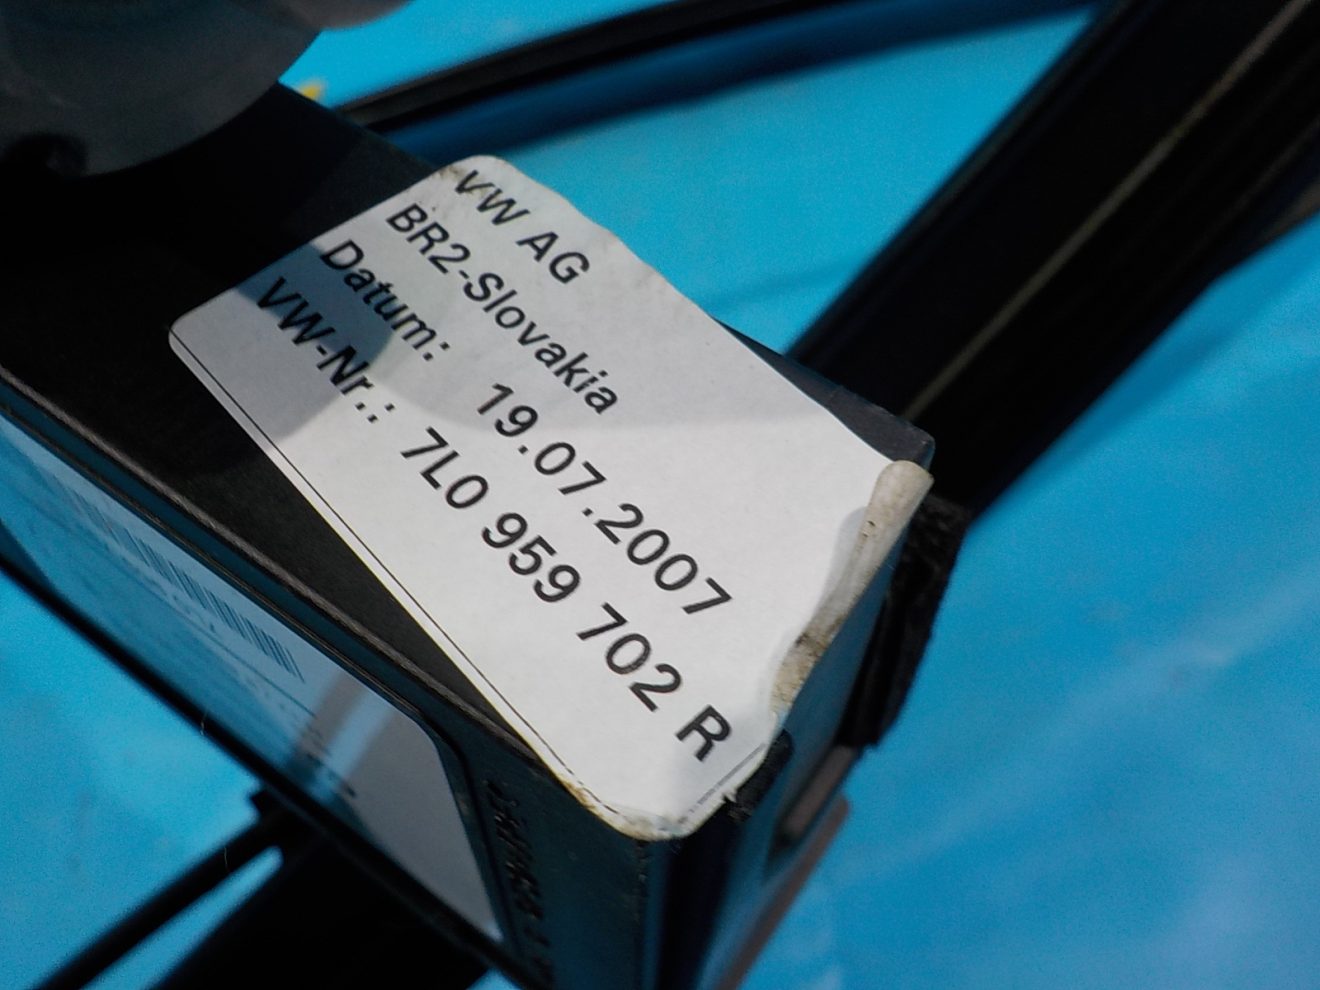 VW AG
BR2-Slovakia
Datum: 19.07.2007
VW-Nr.: 7L0 959 702 R